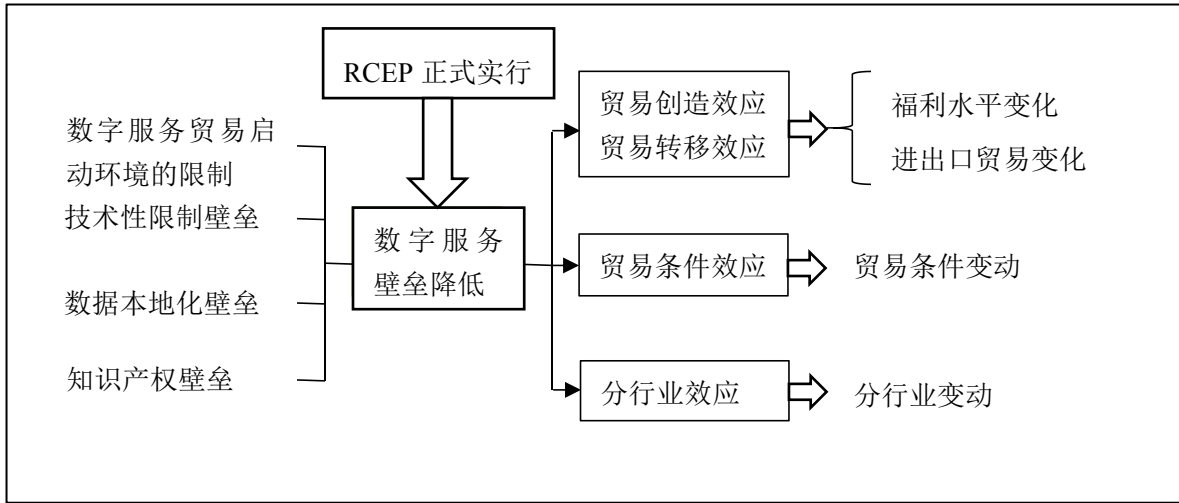 RCEP 正式实行
数字服务贸易启
动环境的限制
技术性限制壁垒
数据本地化壁垒
知识产权壁垒
数字服务
壁垒降低
贸易创造效应
贸易转移效应
福利水平变化
进出口贸易变化
贸易条件效应
贸易条件变动
分行业效应
分行业变动